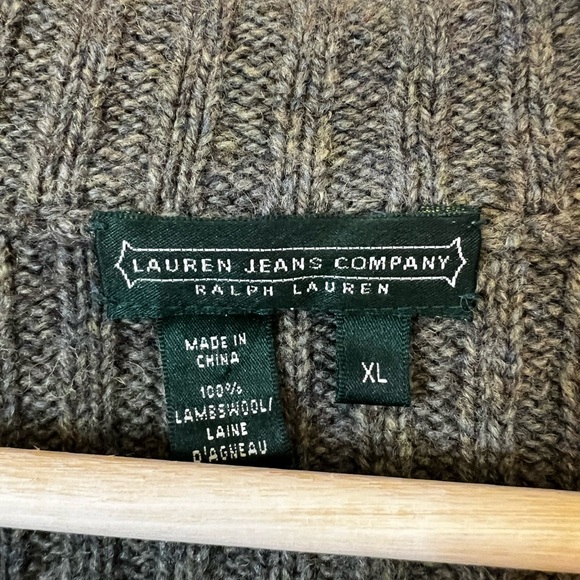 LAUREN JEANS COMPANY
RALPH LAUREN
MADE IN
CHINA
100%
LAMBSWOOL/
LAINE
D'AGNEAU
XL